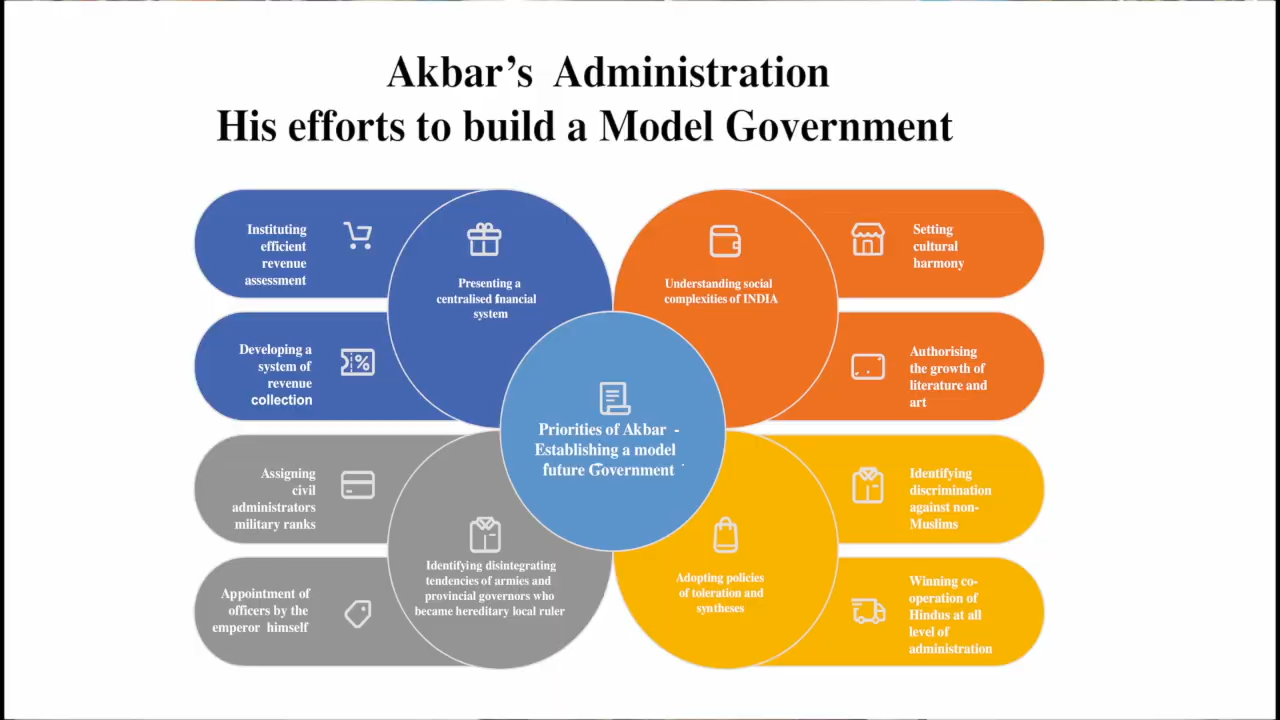 Akbar’s Administration
His efforts to build a Model Government
Instituting
efficient
revenue
assessment
Presenting a
centralised financial
system
Developing a
system of
revenue
collection
Understanding social
complexities of INDIA
Setting
cultural
harmony
Authorising
the growth of
literature and
art
Priorities of Akbar -
Establishing a model
future Government
Assigning
civil
administrators
military ranks
Identifying disintegrating
tendencies of armies and
provincial governors who
became hereditary local ruler
Appointment of
officers by the
emperor himself
Adopting policies
of toleration and
syntheses
Identifying
discrimination
against non-
Muslims
Winning co-
operation of
Hindus at all
level of
administration
%